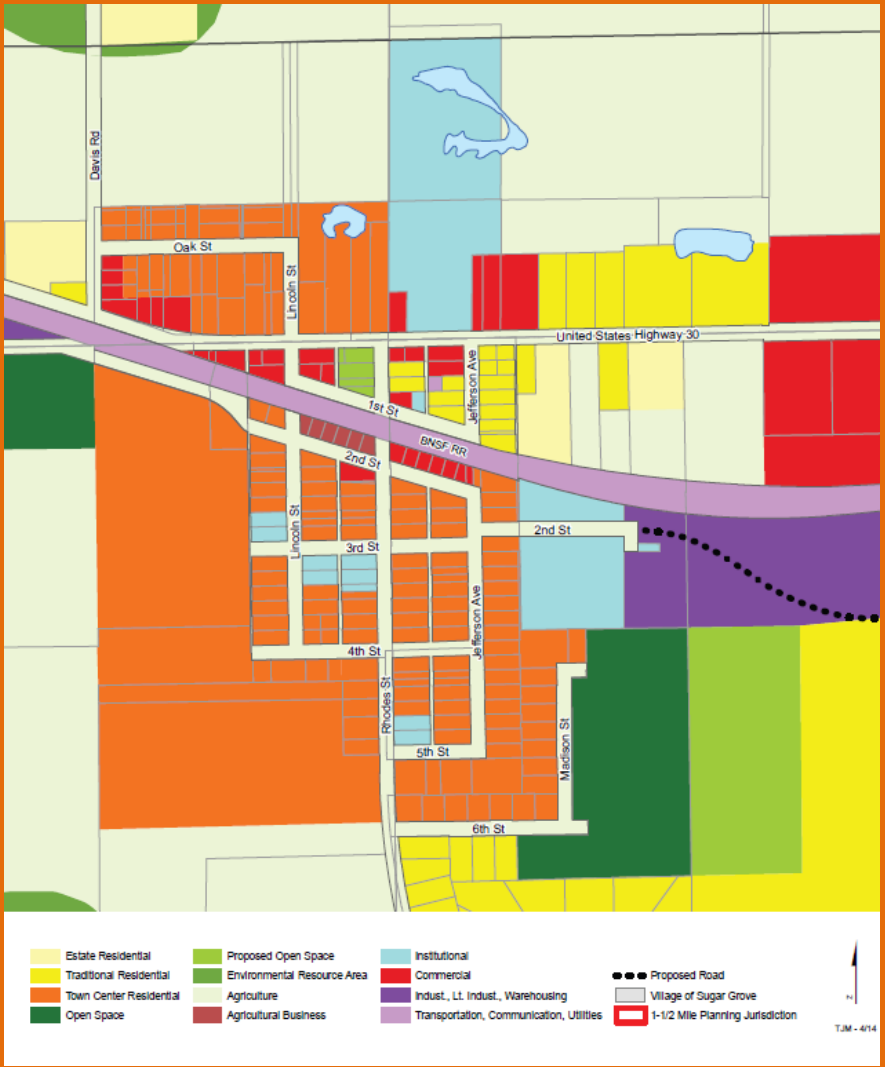 Davis Rd
Oak St
Lincoln St
United States Highway 30
Jefferson Ave
1st St
BNSF RR
2nd St
Lincoln St
2nd St
3rd St
Jefferson Ave
4th St
Rhodes St
Madison St
5th St
6th St
Estate Residential
Traditional Residential
Town Center Residential
Open Space
Proposed Open Space
Environmental Resource Area
Agriculture
Agricultural Business
Institutional
Commercial
Indust., Lt. Indust., Warehousing
Transportation, Communication, Utilities
Proposed Road
Village of Sugar Grove
1-1/2 Mile Planning Jurisdiction
N
TJM - 4/14